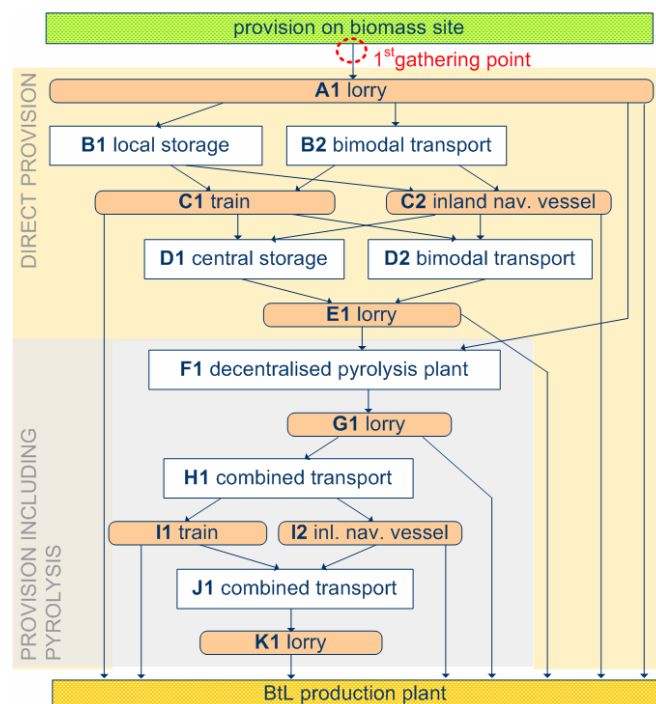 provision on biomass site
1st gathering point
A1 lorry
B1 local storage
B2 bimodal transport
DIRECT PROVISION
C1 train
C2 inland nav. vessel
D1 central storage
D2 bimodal transport
E1 lorry
F1 decentralised pyrolysis plant
G1 lorry
PROVISION INCLUDING
PYROLYSIS
H1 combined transport
I1 train
I2 inl. nav. vessel
J1 combined transport
K1 lorry
BtL production plant